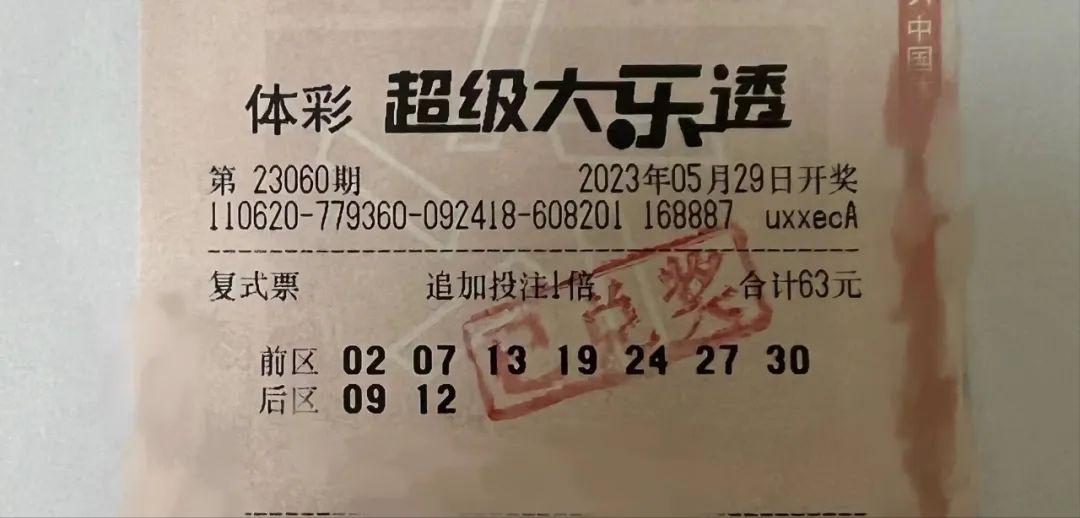 中国
体彩 超级大乐透
第 23060期 2023年05月29日开奖
110620-779360-092418-608201 168887 uxxecA
复式票 追加投注1倍 合计63元
已兑奖
前区 02 07 13 19 24 27 30
后区 09 12